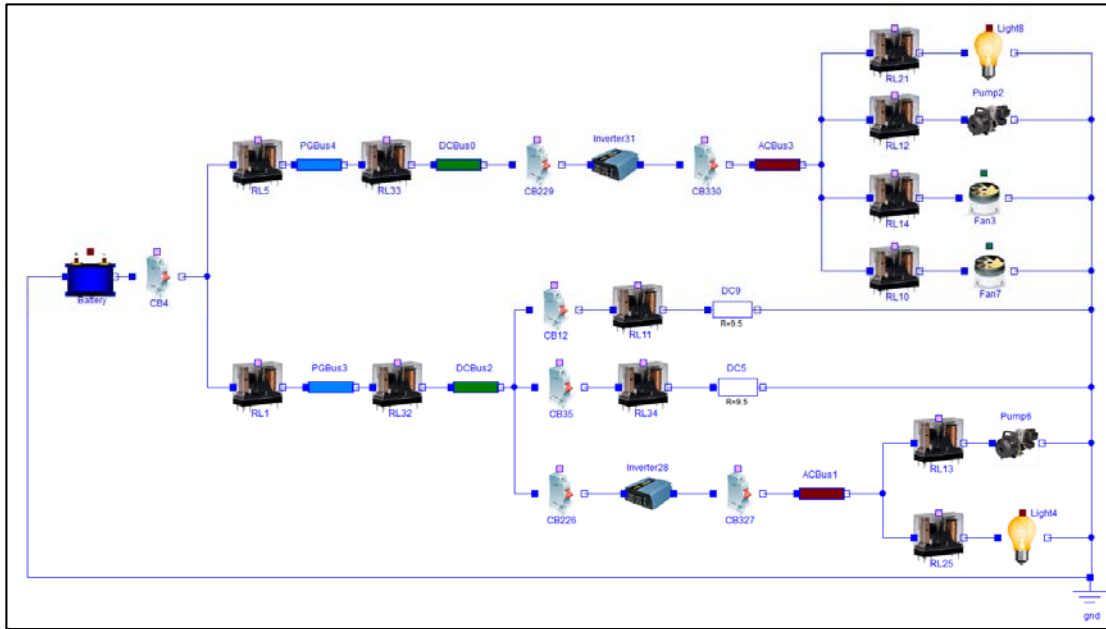 Light8
RL21
Pump2
RL12
PGBus4
DCBus0
Inverter31
ACBus3
RL5
RL33
CB229
CB330
RL14
Fan3
Battery
CB4
RL10
Fan7
DC9
CB12
RL11
R=9.5
PGBus3
DCBus2
DC5
RL1
RL32
CB35
RL34
R=9.5
Pump6
RL13
Inverter28
ACBus1
CB226
CB327
Light4
RL25
gnd